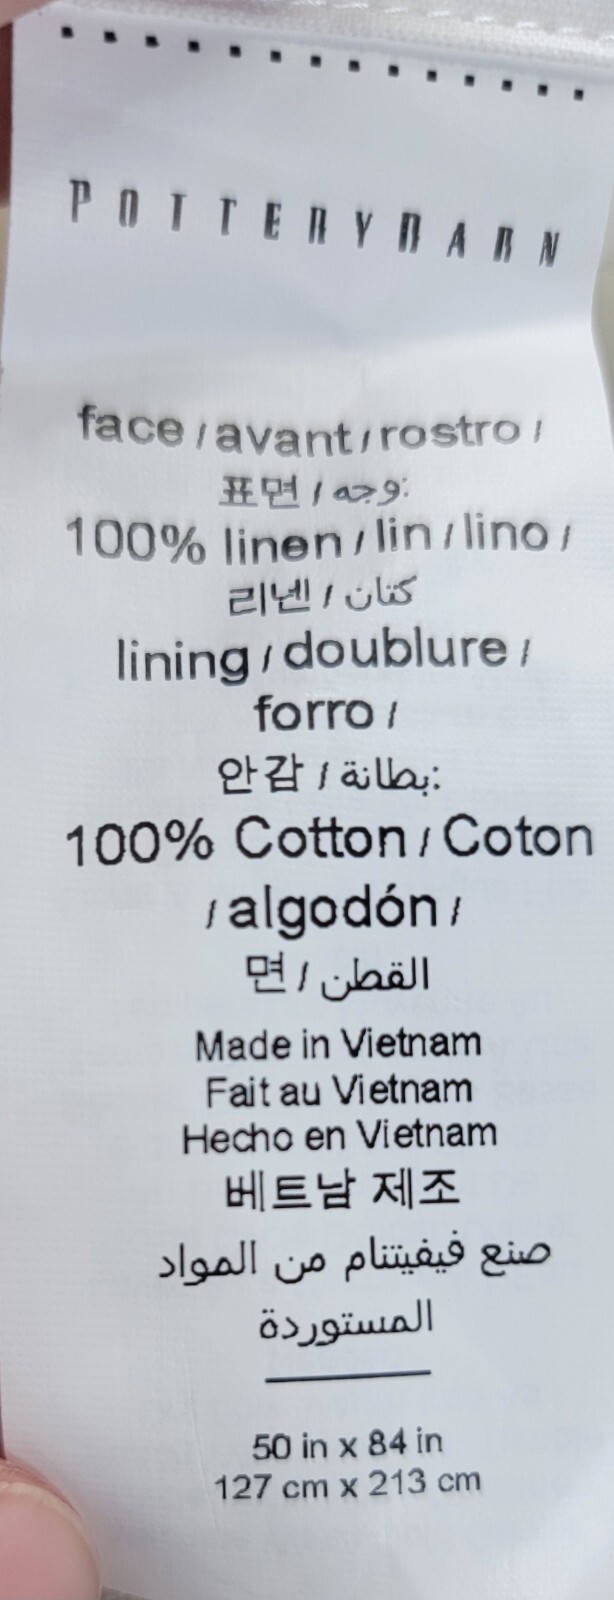 POTTERYBARN
face / avant / rostro /
표면 / وجه:
100% linen / lin / lino /
리넨 / كتان
lining / doublure /
forro /
안감 / بطانة:
100% Cotton / Coton
/ algodón /
면 / القطن
Made in Vietnam
Fait au Vietnam
Hecho en Vietnam
베트남 제조
صنع فيفيتنام من المواد
المستوردة
50 in x 84 in
127 cm x 213 cm